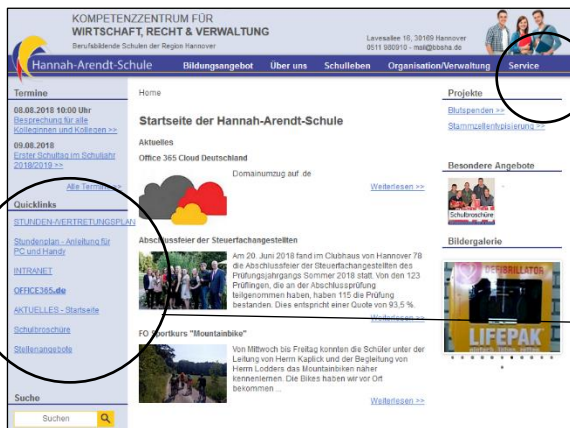 KOMPETENZZENTRUM FÜR
WIRTSCHAFT, RECHT & VERWALTUNG
Berufsbildende Schulen der Region Hannover
Lavesallee 16, 30169 Hannover
0511 980910 - mail@bbsha.de
Hannah-Arendt-Schule
Bildungsangebot Über uns Schulleben Organisation/Verwaltung Service
Termine
08.08.2018 10:00 Uhr
Besprechung für alle
Kolleginnen und Kollegen >>
09.08.2018
Erster Schultag im Schuljahr
2018/2019 >>
Alle Termine >>
Quicklinks
STUNDEN-/VERTRETUNGSPLAN
Stundenplan - Anleitung für
PC und Handy
INTRANET
OFFICE365.de
AKTUELLES - Startseite
Schulbroschüre
Stellenangebote
Suche
Suchen
Home
Startseite der Hannah-Arendt-Schule
Aktuelles
Office 365 Cloud Deutschland
Domainumzug auf .de
Weiterlesen >>
Abschlussfeier der Steuerfachangestellten
Am 20. Juni 2018 fand im Clubhaus von Hannover 78
die Abschlussfeier der Steuerfachangestellten des
Prüfungsjahrgangs Sommer 2018 statt. Von den 123
Prüflingen, die an der Abschlussprüfung
teilgenommen haben, haben 115 die Prüfung
bestanden. Dies entspricht einer Quote von 93,5 %.
Weiterlesen >>
FO Sportkurs "Mountainbike"
Von Mittwoch bis Freitag konnten die Schüler unter der
Leitung von Herrn Kaplick und der Begleitung von
Herrn Lodders das Mountainbiken näher
kennenlernen. Die Bikes haben wir vor Ort
bekommen ...
Weiterlesen >>
Projekte
Blutspenden >>
Stammzellentypisierung >>
Besondere Angebote
Schulbroschüre
Bildergalerie
DEFIBRILLATOR
LIFEPAK